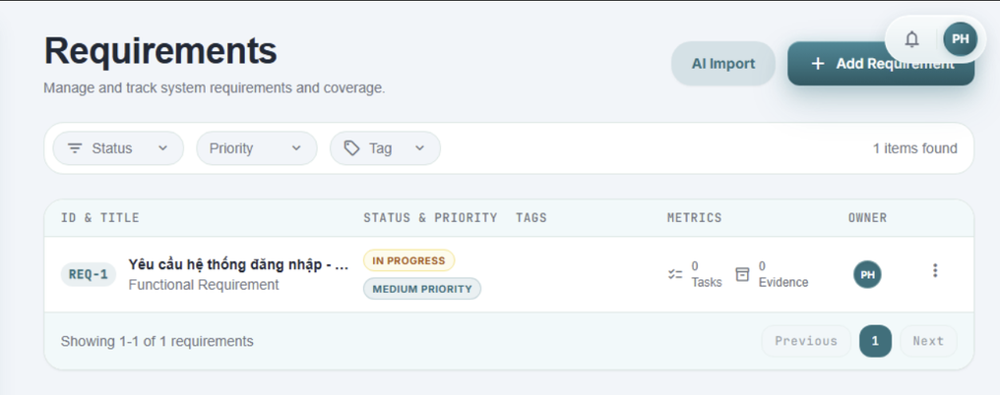 Requirements
Manage and track system requirements and coverage.
AI Import
+ Add Requirement
PH
Status
Priority
Tag
1 items found
ID & TITLE
STATUS & PRIORITY
TAGS
METRICS
OWNER
REQ-1
Yêu cầu hệ thống đăng nhập - ...
Functional Requirement
IN PROGRESS
MEDIUM PRIORITY
0
Tasks
0
Evidence
PH
Showing 1-1 of 1 requirements
Previous
1
Next